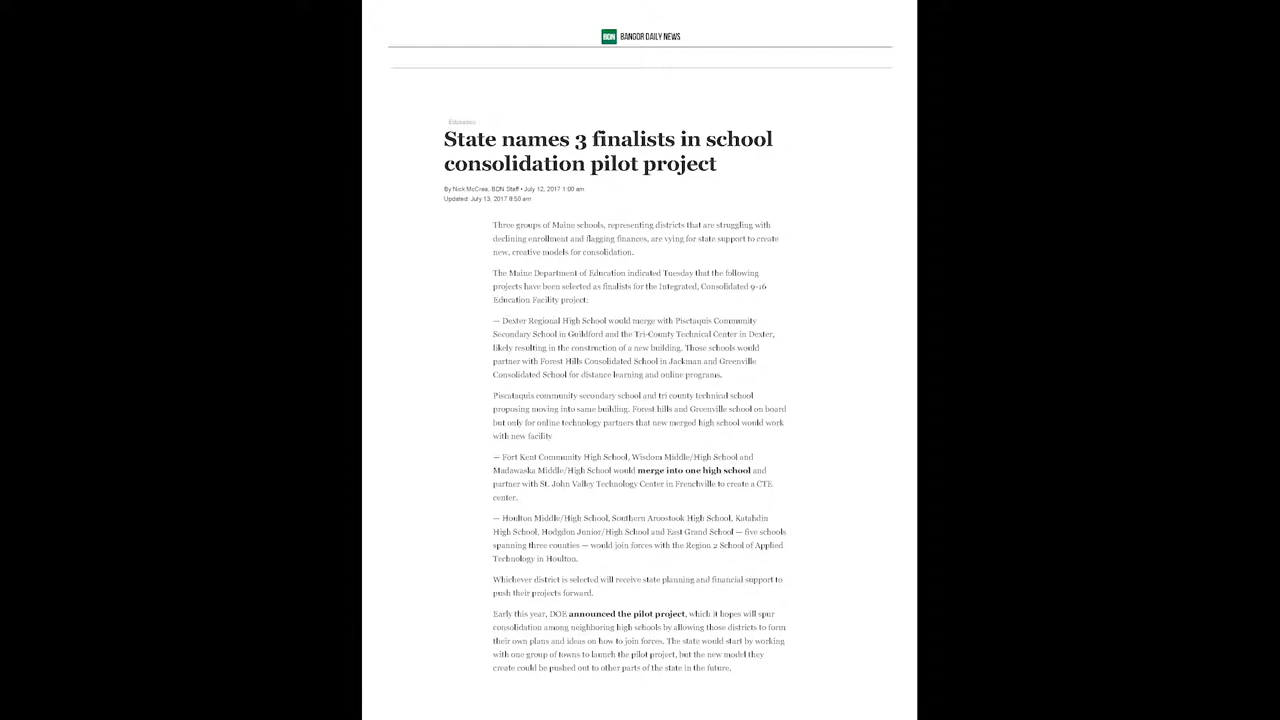 BDN BANGOR DAILY NEWS
Education
State names 3 finalists in school
consolidation pilot project
By Nick McCrea, BDN Staff • July 12, 2017 1:00 am
Updated: July 13, 2017 8:50 am
Three groups of Maine schools, representing districts that are struggling with
declining enrollment and flagging finances, are vying for state support to create
new, creative models for consolidation.
The Maine Department of Education indicated Tuesday that the following
projects have been selected as finalists for the Integrated, Consolidated 9-16
Education Facility project:
— Dexter Regional High School would merge with Pisctaquis Community
Secondary School in Guildford and the Tri-County Technical Center in Dexter,
likely resulting in the construction of a new building. Those schools would
partner with Forest Hills Consolidated School in Jackman and Greenville
Consolidated School for distance learning and online programs.
Piscataquis community secondary school and tri county technical school
proposing moving into same building. Forest hills and Greenville school on board
but only for online technology partners that new merged high school would work
with new facility
— Fort Kent Community High School, Wisdom Middle/High School and
Madawaska Middle/High School would merge into one high school and
partner with St. John Valley Technology Center in Frenchville to create a CTE
center.
— Houlton Middle/High School, Southern Aroostook High School, Katahdin
High School, Hodgdon Junior/High School and East Grand School — five schools
spanning three counties — would join forces with the Region 2 School of Applied
Technology in Houlton.
Whichever district is selected will receive state planning and financial support to
push their projects forward.
Early this year, DOE announced the pilot project, which it hopes will spur
consolidation among neighboring high schools by allowing those districts to form
their own plans and ideas on how to join forces. The state would start by working
with one group of towns to launch the pilot project, but the new model they
create could be pushed out to other parts of the state in the future.